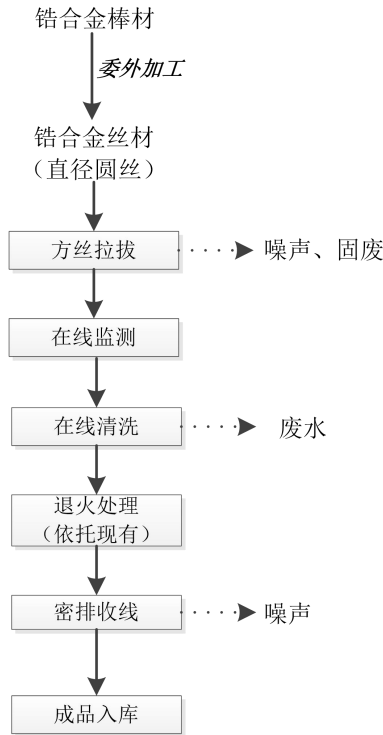 锆合金棒材
委外加工
锆合金丝材
（直径圆丝）
方丝拉拔
噪声、固废
在线监测
在线清洗
废水
退火处理
（依托现有）
密排收线
噪声
成品入库